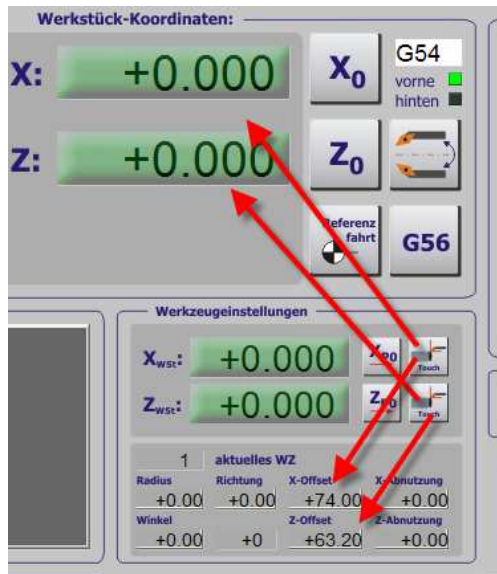 Werkstück-Koordinaten:
X: +0.000 X0 G54
vorne
hinten
Z: +0.000 Z0
Referenz
fahrt
G56
Werkzeugeinstellungen
Xwst: +0.000 Touch
Zwst: +0.000 Touch
1 aktuelles WZ
Radius Richtung X-Offset X-Abnutzung
+0.00 +0.00 +74.00 +0.00
Winkel Z-Offset Z-Abnutzung
+0.00 +0 +63.20 +0.00